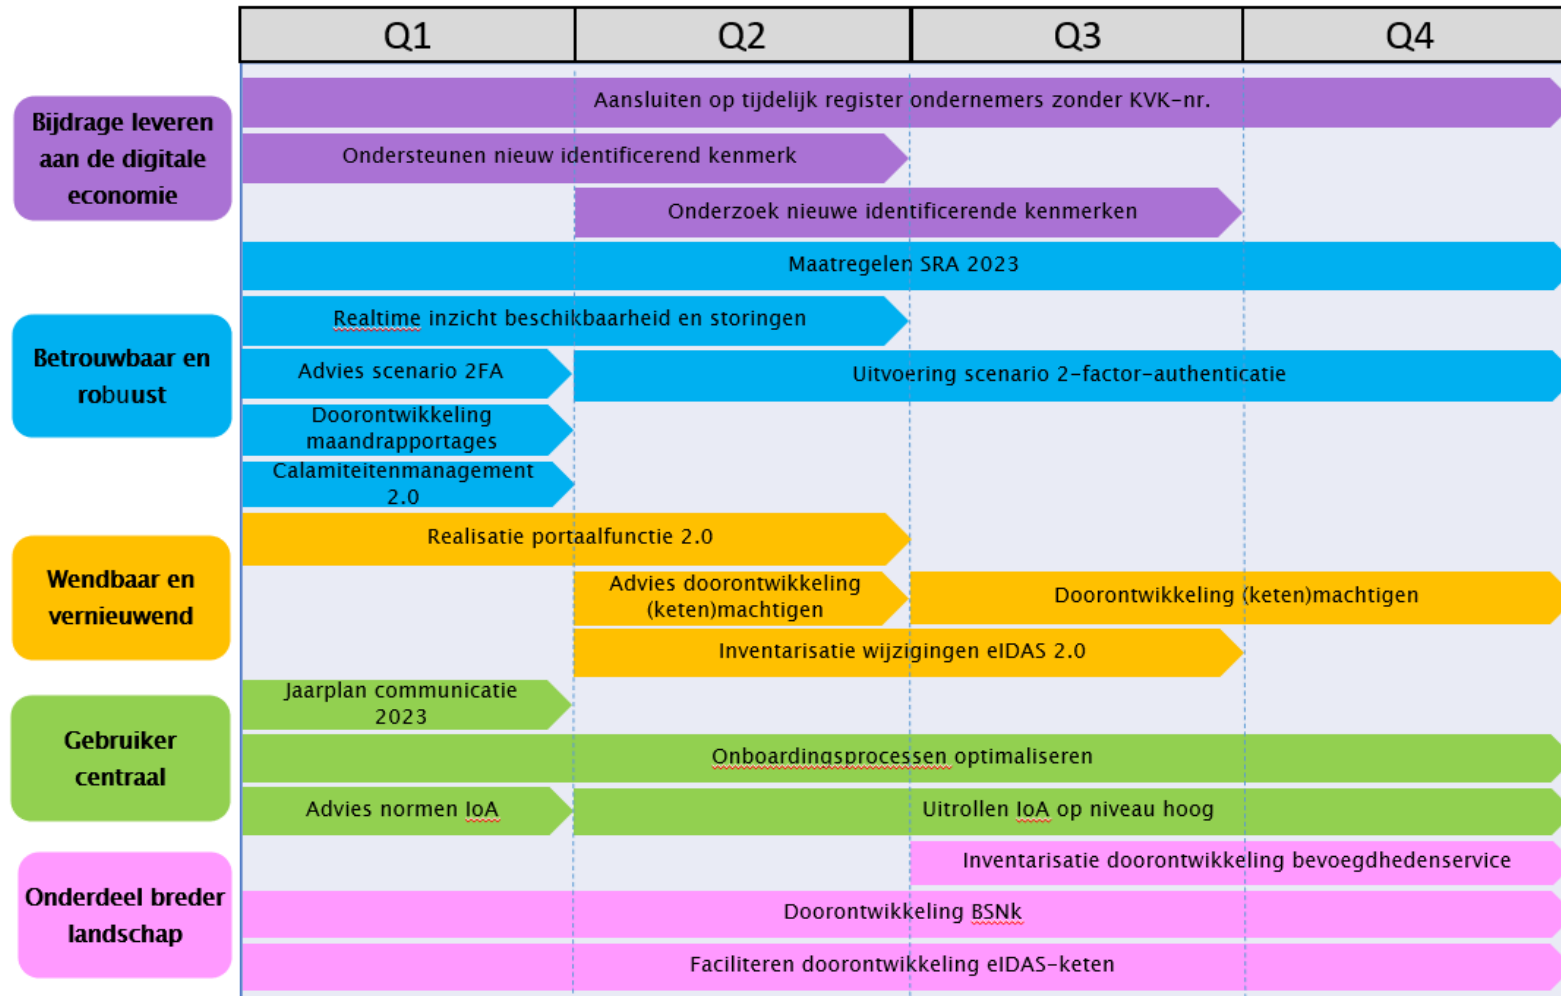 Q1 Q2 Q3 Q4
Bijdrage leveren
aan de digitale
economie
Aansluiten op tijdelijk register ondernemers zonder KVK-nr.
Ondersteunen nieuw identificerend kenmerk
Onderzoek nieuwe identificerende kenmerken
Betrouwbaar en
robuust
Maatregelen SRA 2023
Realtime inzicht beschikbaarheid en storingen
Advies scenario 2FA
Uitvoering scenario 2-factor-authenticatie
Doorontwikkeling
maandrapportages
Calamiteitenmanagement
2.0
Wendbaar en
vernieuwend
Realisatie portaalfunctie 2.0
Advies doorontwikkeling
(keten)machtigen
Doorontwikkeling (keten)machtigen
Inventarisatie wijzigingen eIDAS 2.0
Gebruiker
centraal
Jaarplan communicatie
2023
Onboardingsprocessen optimaliseren
Advies normen IoA
Uitrollen IoA op niveau hoog
Onderdeel breder
landschap
Inventarisatie doorontwikkeling bevoegdhedenservice
Doorontwikkeling BSNk
Faciliteren doorontwikkeling eIDAS-keten